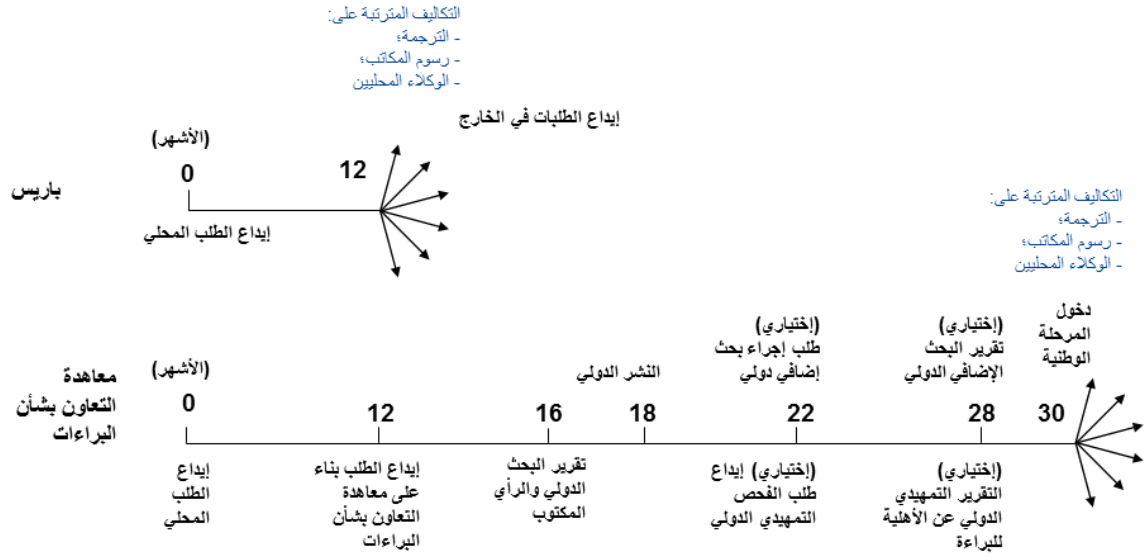 التكاليف المترتبة على:
- الترجمة؛
- رسوم المكاتب؛
- الوكلاء المحليين
إيداع الطلبات في الخارج
(الأشهر)
0
12
باريس
إيداع الطلب المحلي
التكاليف المترتبة على:
- الترجمة؛
- رسوم المكاتب؛
- الوكلاء المحليين
معاهدة
التعاون بشأن
البراءات
(الأشهر)
0
12
16
النشر الدولي
18
(إختياري)
طلب إجراء بحث
إضافي دولي
22
(إختياري)
تقرير البحث
الإضافي الدولي
28
دخول
المرحلة
الوطنية
30
إيداع
الطلب
المحلي
إيداع الطلب بناء
على معاهدة
التعاون بشأن
البراءات
تقرير البحث
الدولي والرأي
المكتوب
(إختياري) إيداع
طلب الفحص
التمهيدي الدولي
(إختياري)
التقرير التمهيدي
الدولي عن الأهلية
للبراءة